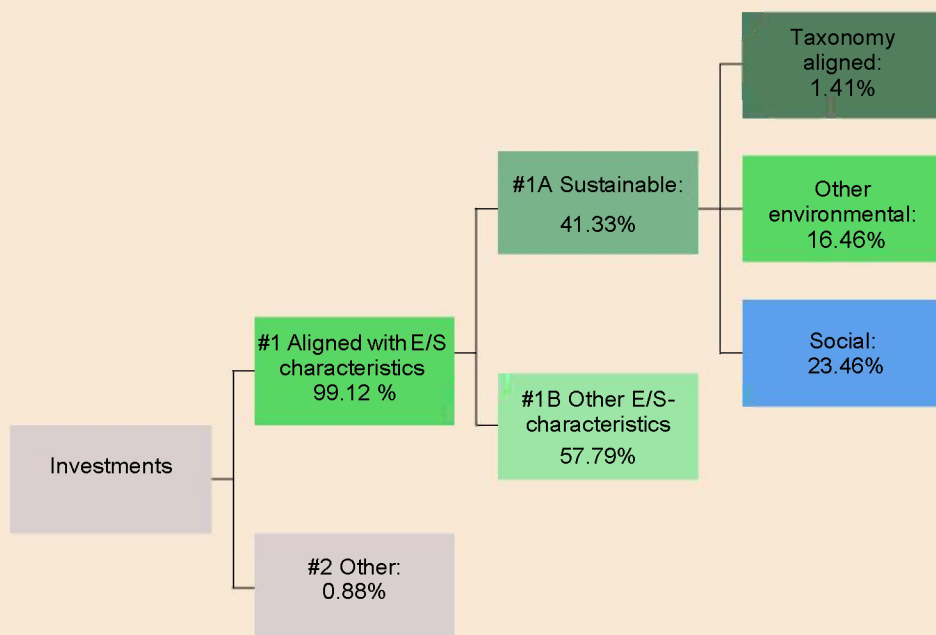 Taxonomy
aligned:
1.41%
#1A Sustainable:
41.33%
Other
environmental:
16.46%
#1 Aligned with E/S
characteristics
99.12 %
Social:
23.46%
#1B Other E/S-
characteristics
57.79%
Investments
#2 Other:
0.88%